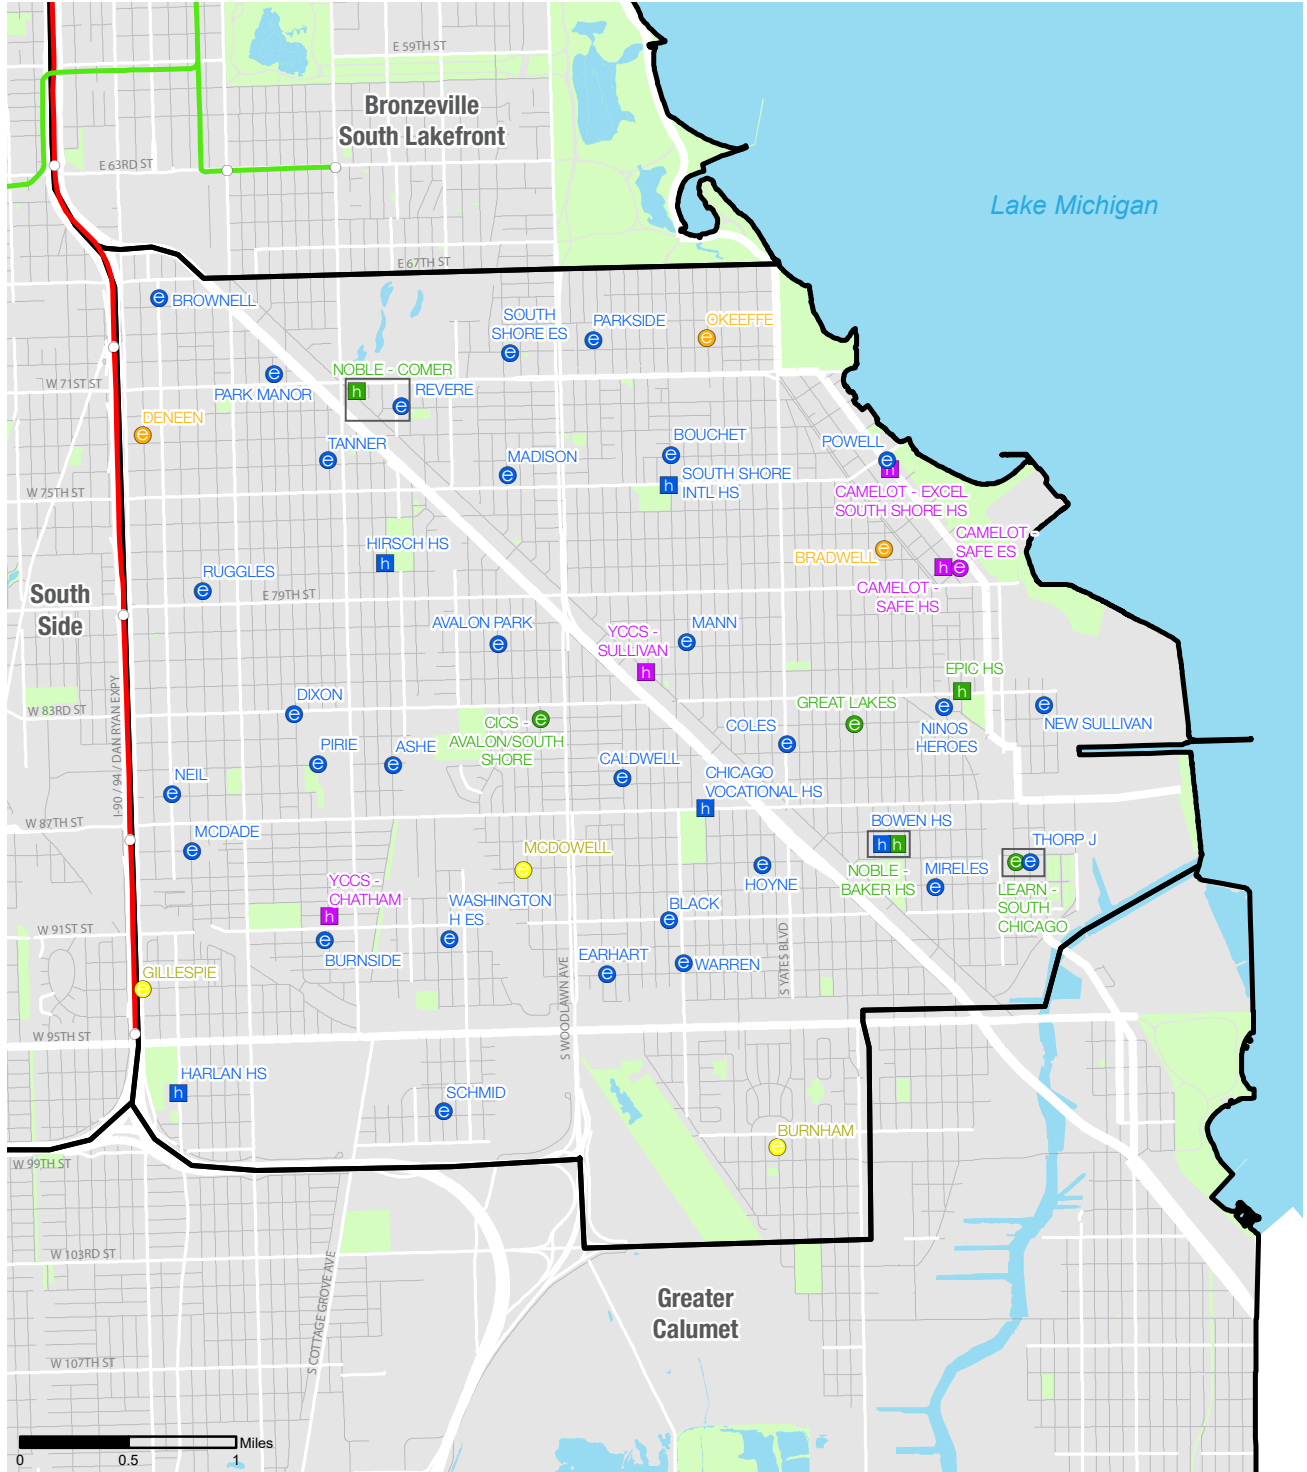 E 59TH ST
Bronzeville
South Lakefront
E 63RD ST
Lake Michigan
E 67TH ST
e BROWNELL
SOUTH
SHORE ES
e
PARKSIDE
e
OKEEFFE
e
NOBLE - COMER
h
REVERE
e
W 71ST ST
e
PARK MANOR
DENEEN
e
TANNER
e
MADISON
e
BOUCHET
e
POWELL
e
h
SOUTH SHORE
INTL HS
h
CAMELOT - EXCEL
SOUTH SHORE HS
W 75TH ST
HIRSCH HS
h
CAMELOT -
SAFE ES
BRADWELL
e
h e
CAMELOT -
SAFE HS
RUGGLES
e
E 79TH ST
South
Side
AVALON PARK
e
YCCS -
SULLIVAN
h
MANN
e
EPIC HS
h
DIXON
e
W 83RD ST
I-90 / 94 / DAN RYAN EXPY
CICS -
AVALON/SOUTH
SHORE
e
GREAT LAKES
e
COLES
e
e
NINOS
HEROES
e
NEW SULLIVAN
PIRIE
e
ASHE
e
NEIL
e
CALDWELL
e
CHICAGO
VOCATIONAL HS
h
W 87TH ST
MCDADE
e
BOWEN HS
h h
NOBLE -
BAKER HS
THORP J
e e
LEARN -
SOUTH
CHICAGO
MCDOWELL
e
e
HOYNE
MIRELES
e
YCCS -
CHATHAM
h
WASHINGTON
H ES
e
BLACK
e
W 91ST ST
e
BURNSIDE
EARHART
e
e WARREN
S YATES BLVD
GILLESPIE
e
S WOODLAWN AVE
W 95TH ST
HARLAN HS
h
SCHMID
e
BURNHAM
e
W 99TH ST
W 103RD ST
S COTTAGE GROVE AVE
Greater
Calumet
W 107TH ST
Miles
0 0.5 1